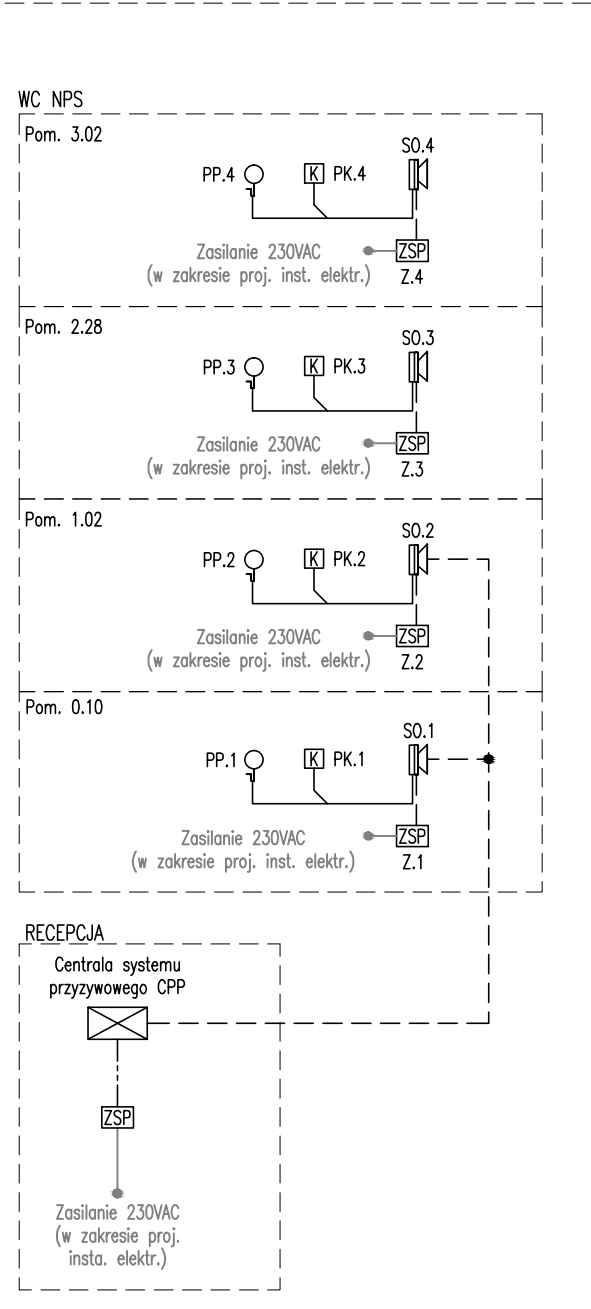 WC NPS
Pom. 3.02
SO.4
PP.4
K
PK.4
Zasilanie 230VAC
ZSP
(w zakresie proj. inst. elektr.)
Z.4
Pom. 2.28
SO.3
PP.3
K
PK.3
Zasilanie 230VAC
ZSP
(w zakresie proj. inst. elektr.)
Z.3
Pom. 1.02
SO.2
PP.2
K
PK.2
Zasilanie 230VAC
ZSP
(w zakresie proj. inst. elektr.)
Z.2
Pom. 0.10
SO.1
PP.1
K
PK.1
Zasilanie 230VAC
ZSP
(w zakresie proj. inst. elektr.)
Z.1
RECEPCJA
Centrala systemu
przyzywowego CPP
ZSP
Zasilanie 230VAC
(w zakresie proj.
insta. elektr.)